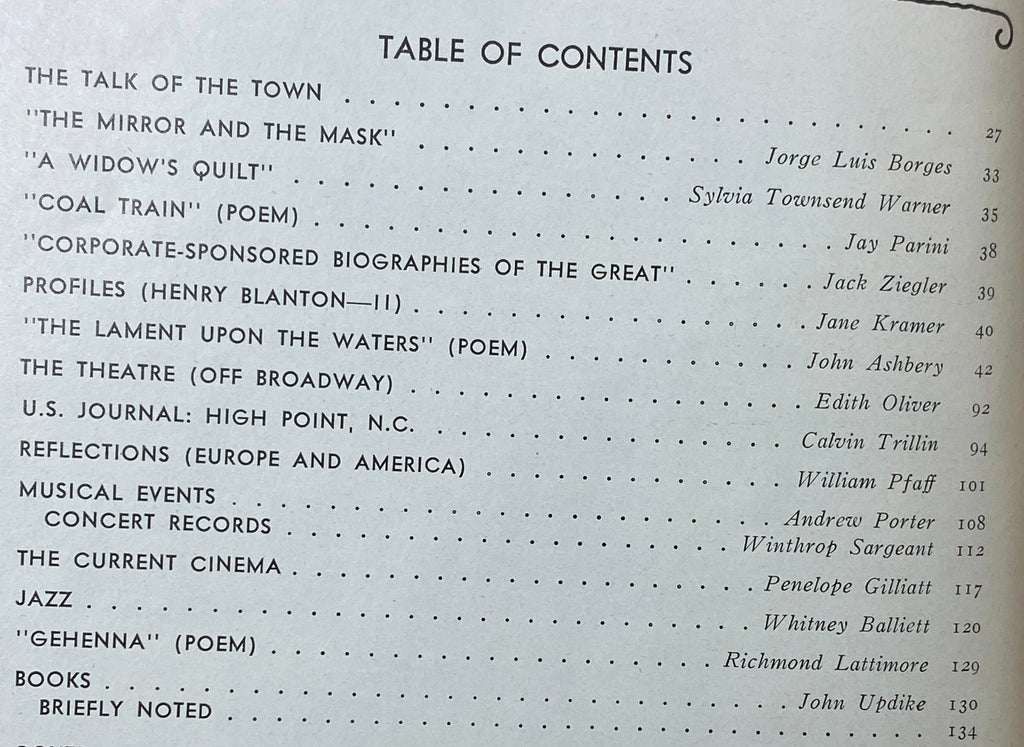 TABLE OF CONTENTS
THE TALK OF THE TOWN . . . . . . . . . . . . . . . . . . . . . . . . . 27
"THE MIRROR AND THE MASK" . . . . . . . . . . . . . . Jorge Luis Borges 33
"A WIDOW'S QUILT" . . . . . . . . . . . . . . . . Sylvia Townsend Warner 35
"COAL TRAIN" (POEM) . . . . . . . . . . . . . . . . . . . . . Jay Parini 38
"CORPORATE-SPONSORED BIOGRAPHIES OF THE GREAT" . . . . . . Jack Ziegler 39
PROFILES (HENRY BLANTON—II) . . . . . . . . . . . . . . . . Jane Kramer 40
"THE LAMENT UPON THE WATERS" (POEM) . . . . . . . . . . . John Ashbery 42
THE THEATRE (OFF BROADWAY) . . . . . . . . . . . . . . . . Edith Oliver 92
U.S. JOURNAL: HIGH POINT, N.C. . . . . . . . . . . . . . . Calvin Trillin 94
REFLECTIONS (EUROPE AND AMERICA) . . . . . . . . . . . . . William Pfaff 101
MUSICAL EVENTS . . . . . . . . . . . . . . . . . . . . . . Andrew Porter 108
CONCERT RECORDS . . . . . . . . . . . . . . . . . . . Winthrop Sargeant 112
THE CURRENT CINEMA . . . . . . . . . . . . . . . . . . . Penelope Gilliatt 117
JAZZ . . . . . . . . . . . . . . . . . . . . . . . . . . . Whitney Balliett 120
"GEHENNA" (POEM) . . . . . . . . . . . . . . . . . . . Richmond Lattimore 129
BOOKS . . . . . . . . . . . . . . . . . . . . . . . . . . . . John Updike 130
BRIEFLY NOTED . . . . . . . . . . . . . . . . . . . . . . . . . . . . . 134